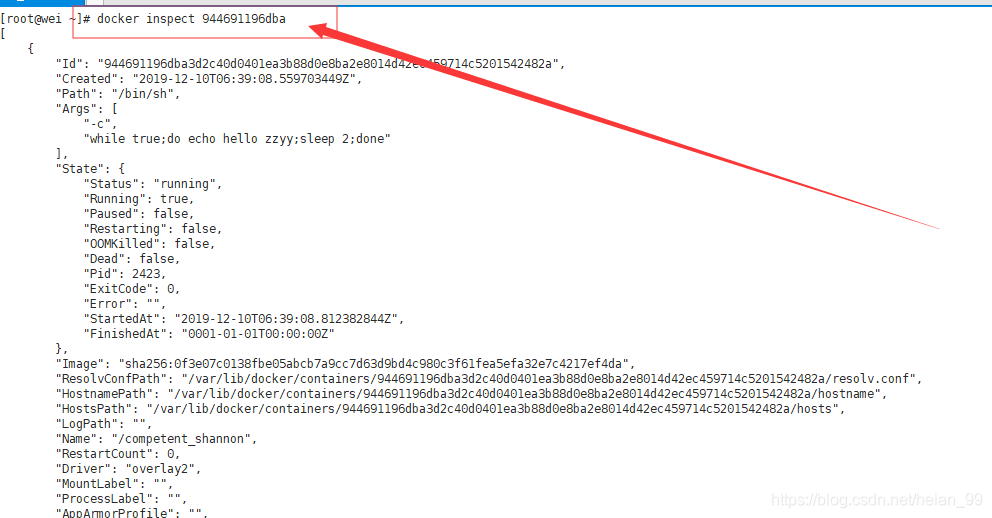 [root@wei ~]# docker inspect 944691196dba
[
    {
        "Id": "944691196dba3d2c40d0401ea3b88d0e8ba2e8014d42ec459714c5201542482a",
        "Created": "2019-12-10T06:39:08.559703449Z",
        "Path": "/bin/sh",
        "Args": [
            "-c",
            "while true;do echo hello zzyy;sleep 2;done"
        ],
        "State": {
            "Status": "running",
            "Running": true,
            "Paused": false,
            "Restarting": false,
            "OOMKilled": false,
            "Dead": false,
            "Pid": 2423,
            "ExitCode": 0,
            "Error": "",
            "StartedAt": "2019-12-10T06:39:08.812382844Z",
            "FinishedAt": "0001-01-01T00:00:00Z"
        },
        "Image": "sha256:0f3e07c0138fbe05abcb7a9cc7d63d9bd4c980c3f61fea5efa32e7c4217ef4da",
        "ResolvConfPath": "/var/lib/docker/containers/944691196dba3d2c40d0401ea3b88d0e8ba2e8014d42ec459714c5201542482a/resolv.conf",
        "HostnamePath": "/var/lib/docker/containers/944691196dba3d2c40d0401ea3b88d0e8ba2e8014d42ec459714c5201542482a/hostname",
        "HostsPath": "/var/lib/docker/containers/944691196dba3d2c40d0401ea3b88d0e8ba2e8014d42ec459714c5201542482a/hosts",
        "LogPath": "",
        "Name": "/competent_shannon",
        "RestartCount": 0,
        "Driver": "overlay2",
        "MountLabel": "",
        "ProcessLabel": "",
        "AppArmorProfile": "",
https://blog.csdn.net/heian_99